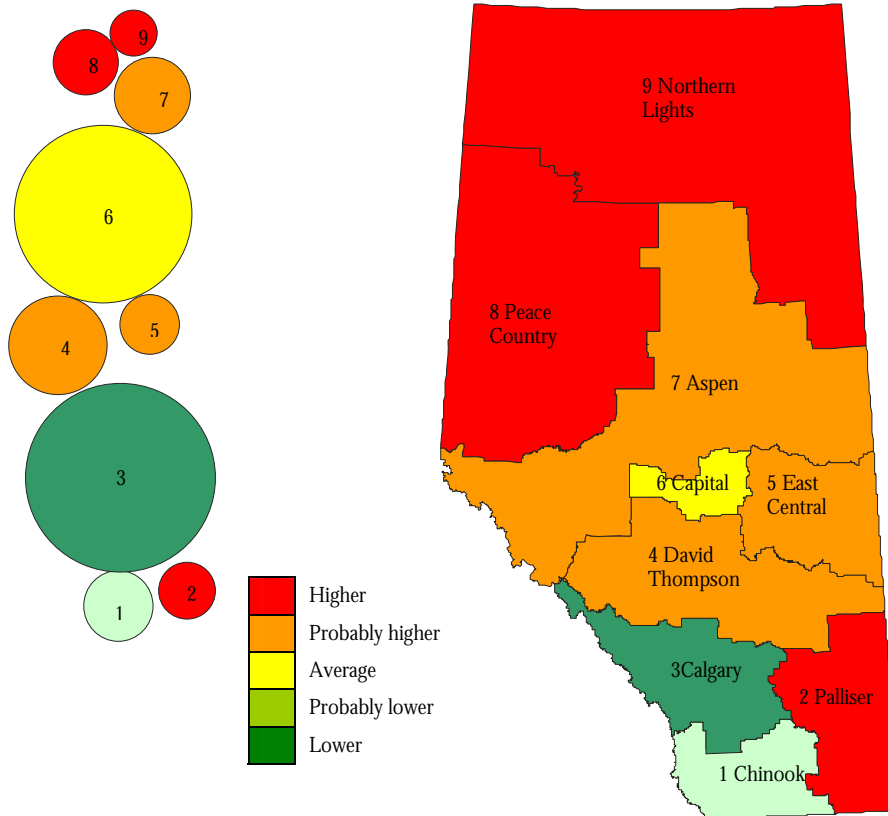 9
8
7
6
5
4
3
2
1
Higher
Probably higher
Average
Probably lower
Lower
9 Northern
Lights
8 Peace
Country
7 Aspen
6 Capital
5 East
Central
4 David
Thompson
3Calgary
2 Palliser
1 Chinook